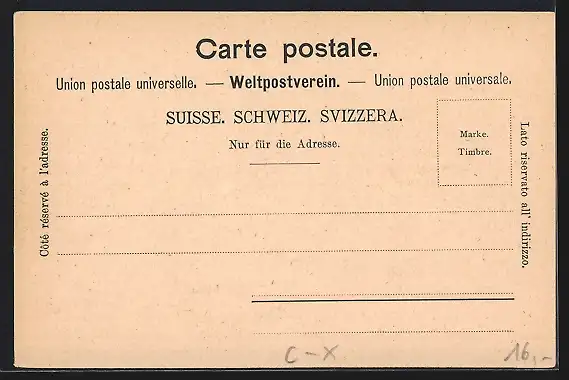 Carte postale.
Union postale universelle. — Weltpostverein. — Union postale universale.
SUISSE. SCHWEIZ. SVIZZERA.
Nur für die Adresse.
Marke.
Timbre.
Côté réservé à l'adresse.
Lato riservato all' indirizzo.
C-X
16,-